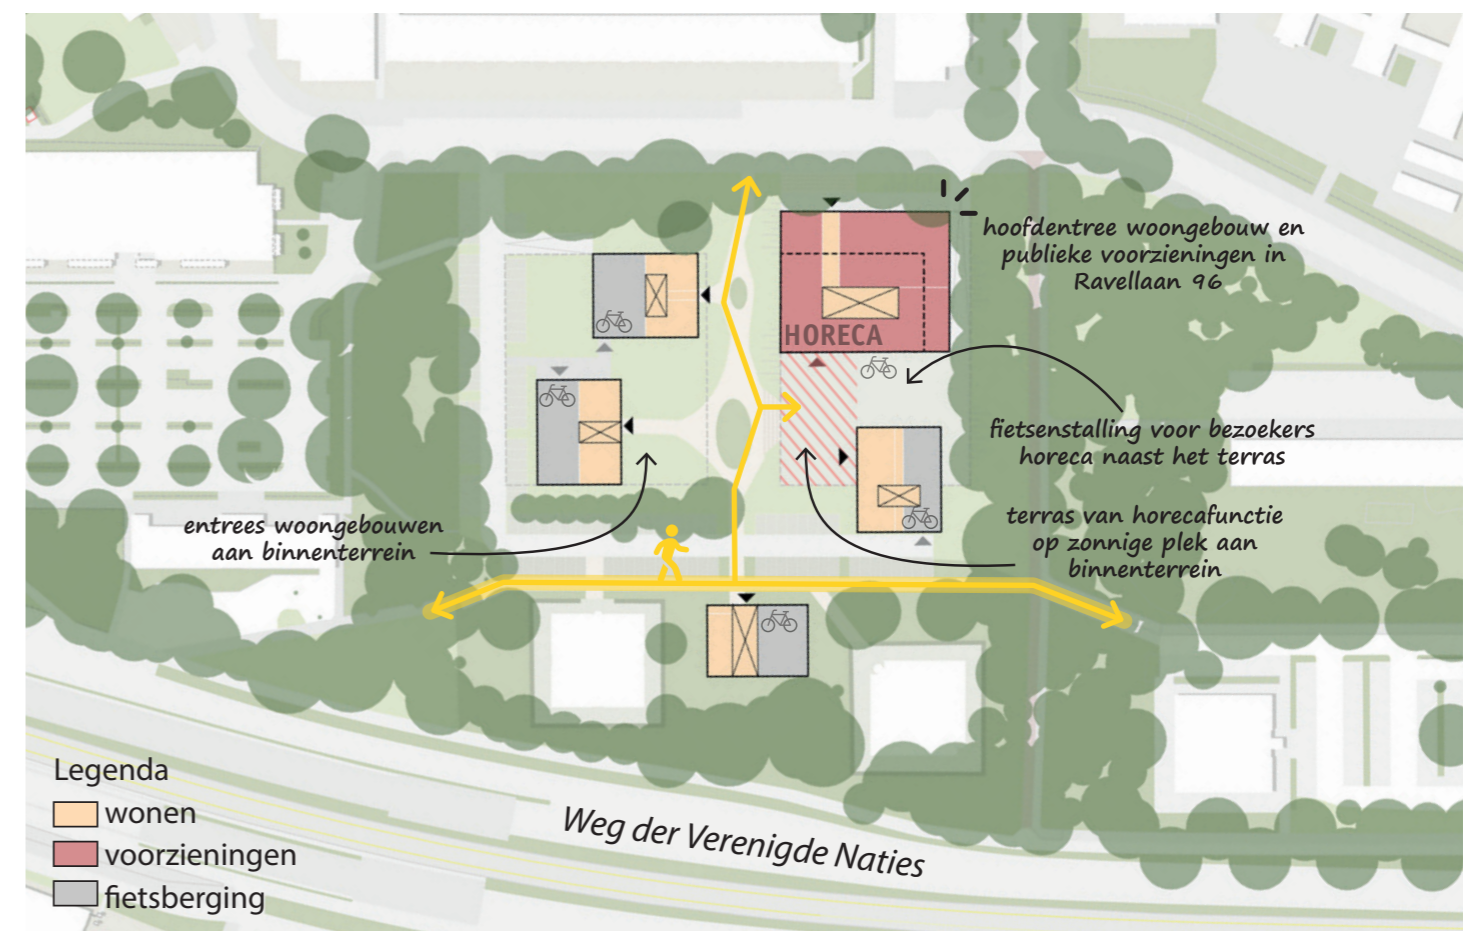 hoofdentree woongebouw en
publieke voorzieningen in
Ravellaan 96
HORECA
fietsenstalling voor bezoekers
horeca naast het terras
entrees woongebouwen
aan binnenterrein
terras van horecafunctie
op zonnige plek aan
binnenterrein
Legenda
wonen
voorzieningen
fietsberging
Weg der Verenigde Naties